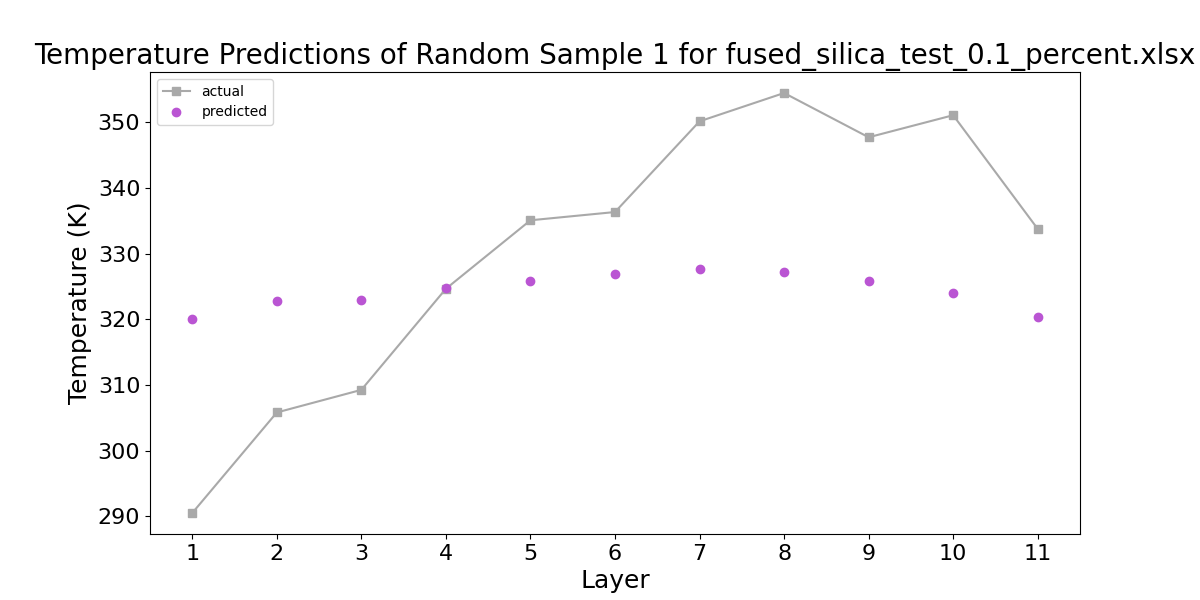 Temperature Predictions of Random Sample 1 for fused_silica_test_0.1_percent.xlsx
actual
predicted
Temperature (K)
350
340
330
320
310
300
290
1 2 3 4 5 6 7 8 9 10 11
Layer